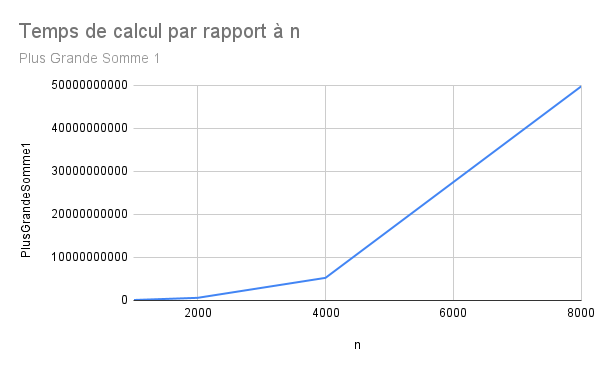 Temps de calcul par rapport à n
Plus Grande Somme 1
PlusGrandeSomme1
50000000000
40000000000
30000000000
20000000000
10000000000
0
2000 4000 6000 8000
n